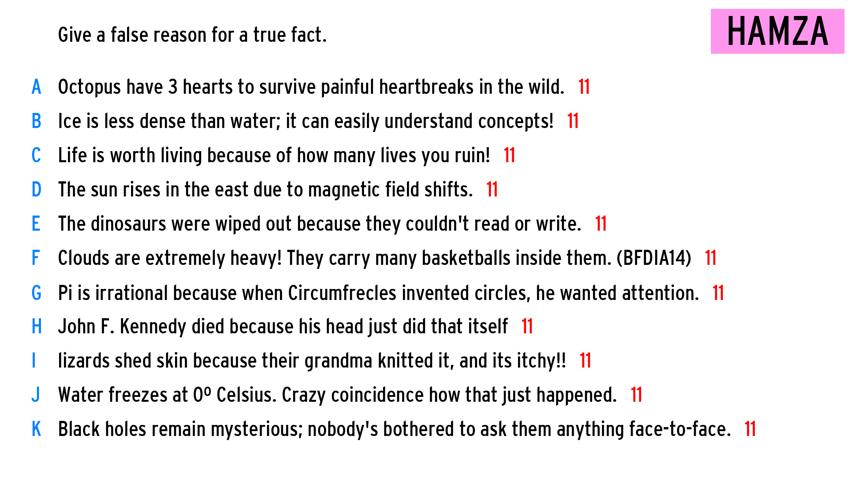 Give a false reason for a true fact.
HAMZA
A Octopus have 3 hearts to survive painful heartbreaks in the wild. 11
B Ice is less dense than water; it can easily understand concepts! 11
C Life is worth living because of how many lives you ruin! 11
D The sun rises in the east due to magnetic field shifts. 11
E The dinosaurs were wiped out because they couldn't read or write. 11
F Clouds are extremely heavy! They carry many basketballs inside them. (BFDIA14) 11
G Pi is irrational because when Circumfrecles invented circles, he wanted attention. 11
H John F. Kennedy died because his head just did that itself 11
I lizards shed skin because their grandma knitted it, and its itchy!! 11
J Water freezes at 0º Celsius. Crazy coincidence how that just happened. 11
K Black holes remain mysterious; nobody's bothered to ask them anything face-to-face. 11